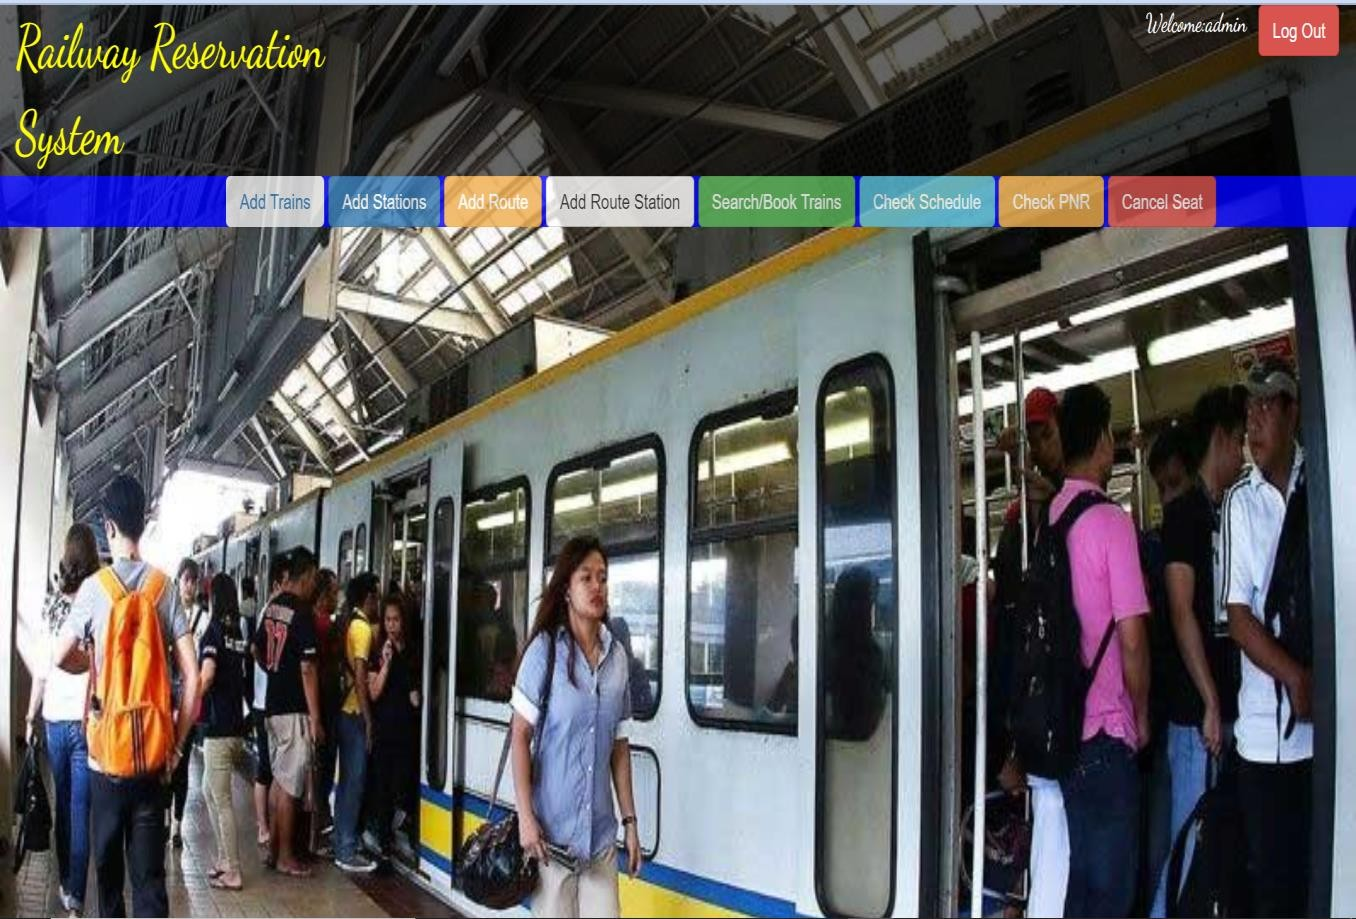 Railway Reservation
System
Welcome:admin
Log Out
Add Trains
Add Stations
Add Route
Add Route Station
Search/Book Trains
Check Schedule
Check PNR
Cancel Seat
17